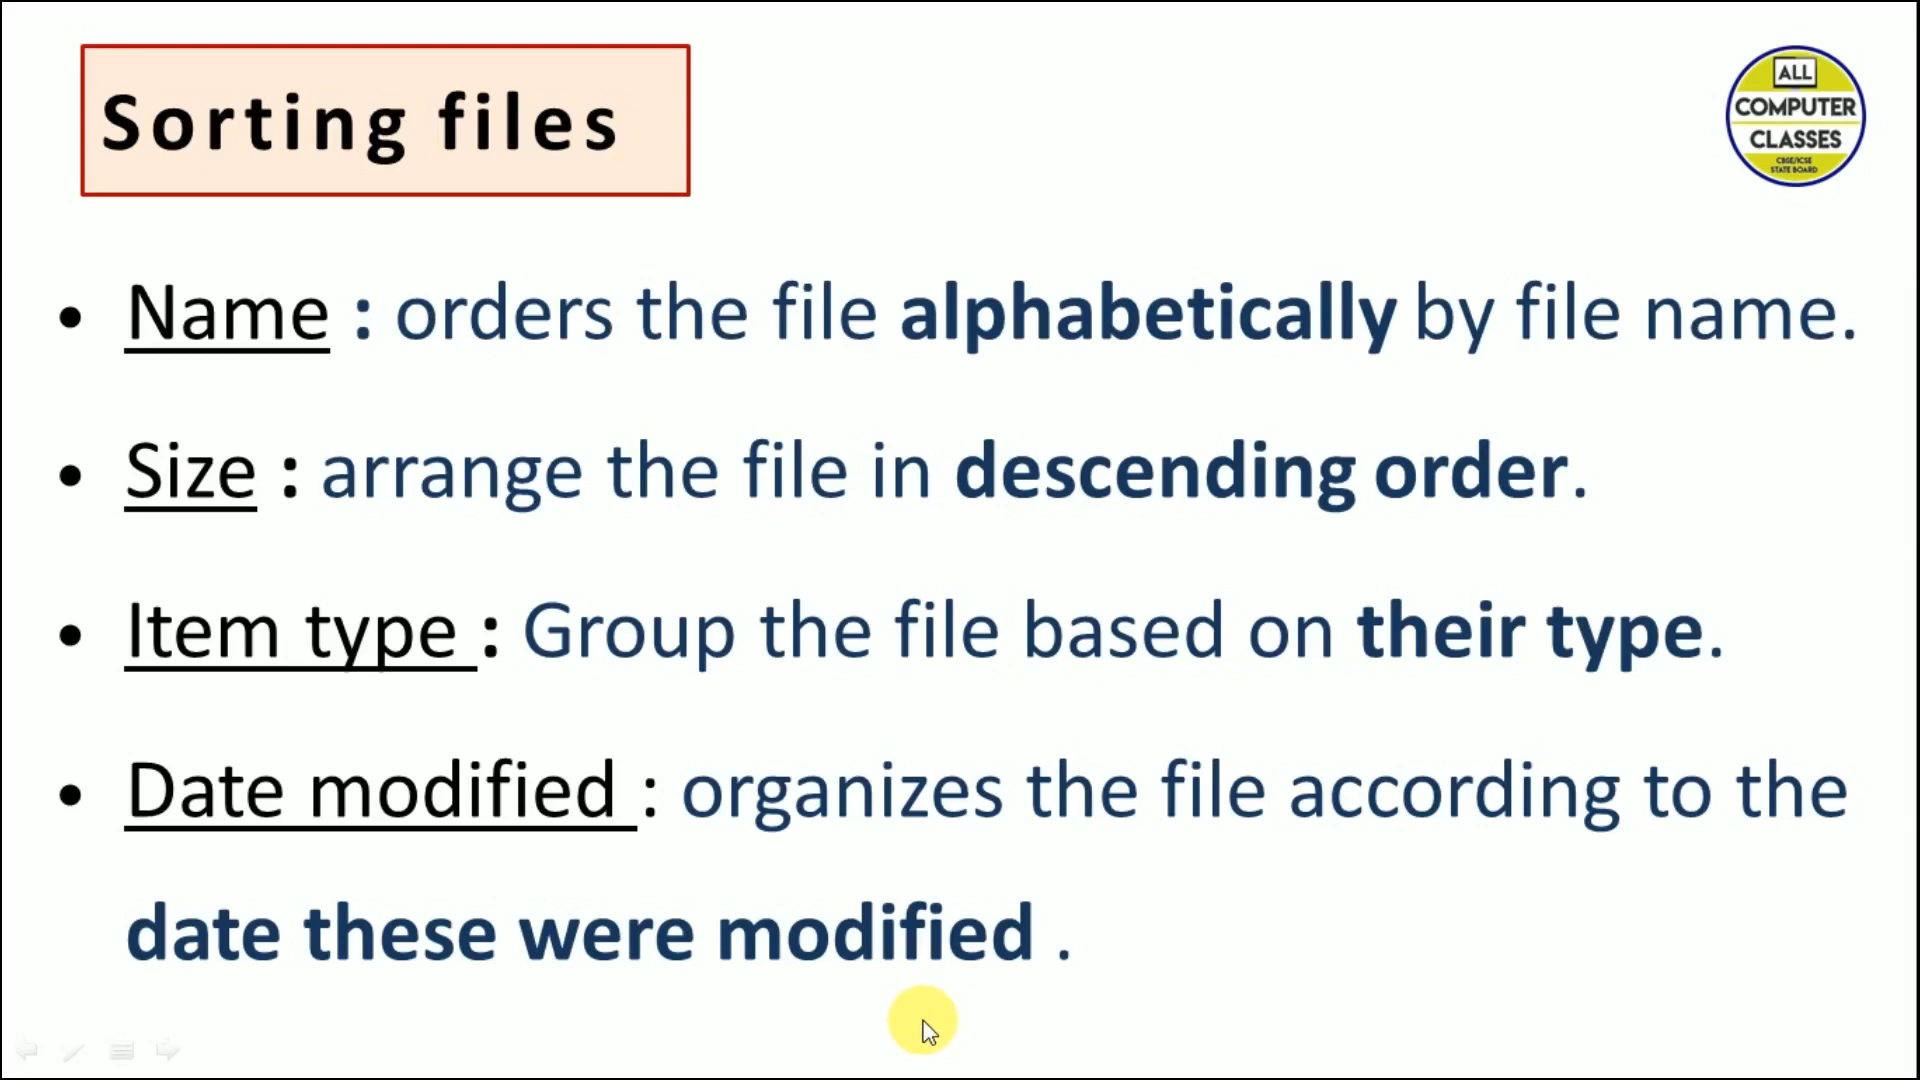 Sorting files
ALL
COMPUTER
CLASSES
CBSE/ICSE
STATE BOARD
• Name : orders the file alphabetically by file name.
• Size : arrange the file in descending order.
• Item type : Group the file based on their type.
• Date modified : organizes the file according to the
date these were modified .